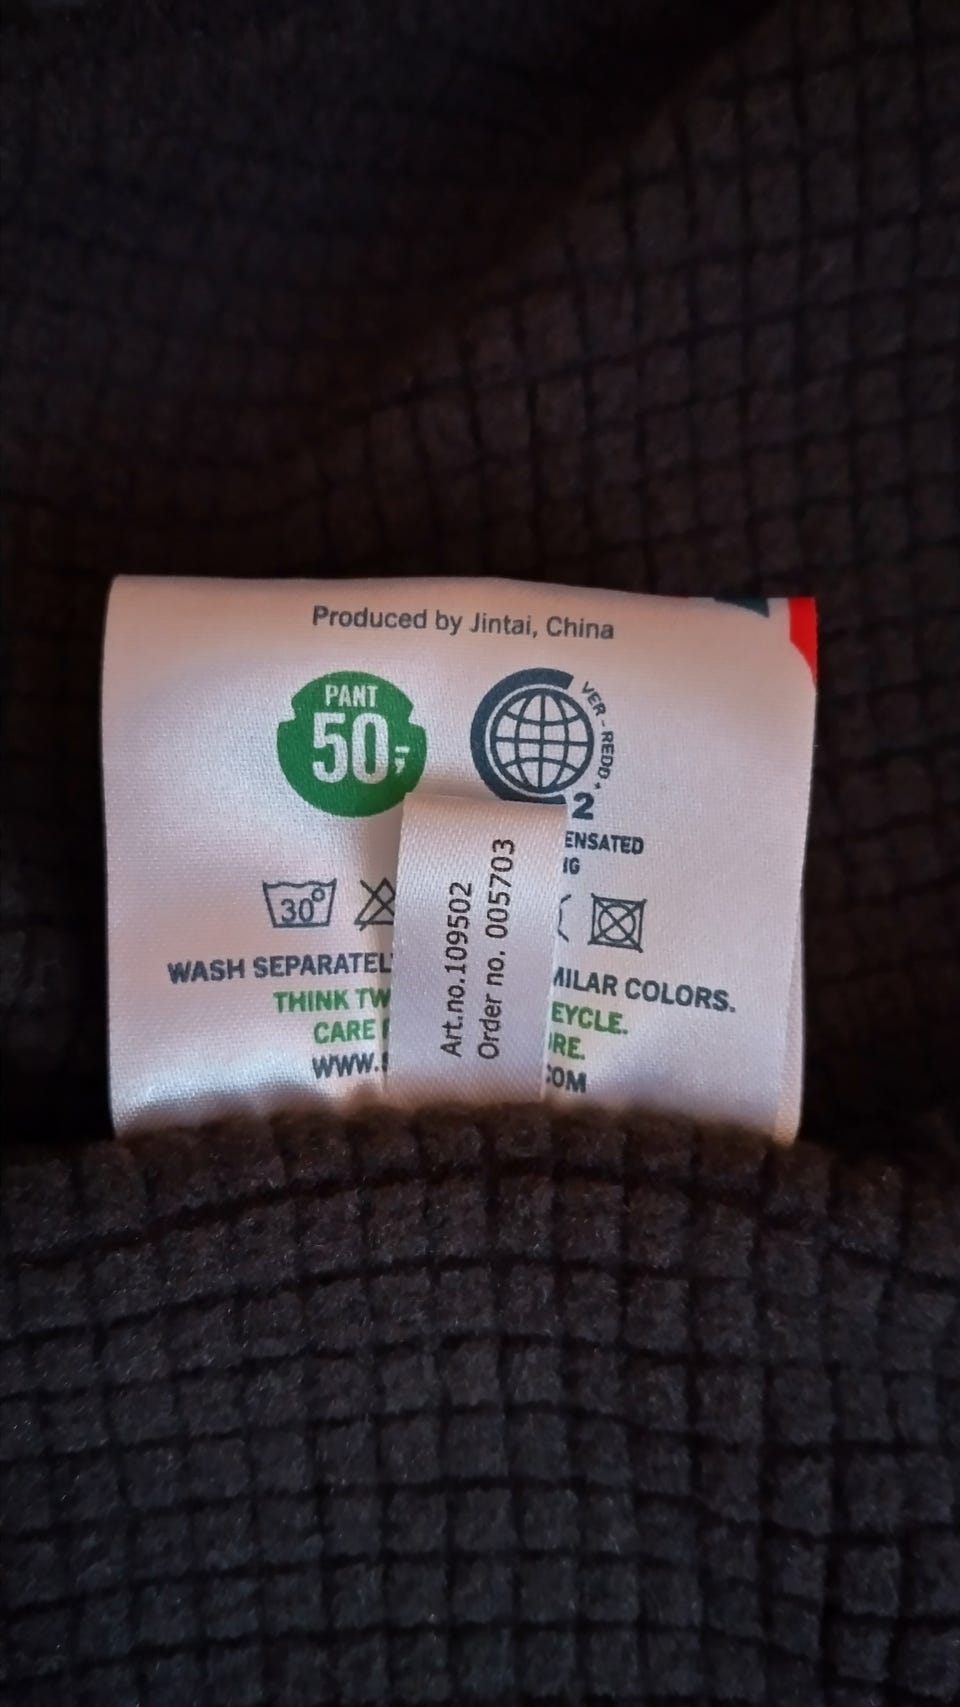 Produced by Jintai, China
PANT
50,-
VER - REDD+
2
ENSATED
30°
WASH SEPARATEL
MILAR COLORS.
THINK TW
EYCLE.
CARE
RE.
WWW.
COM
Art.no.109502
Order no. 005703